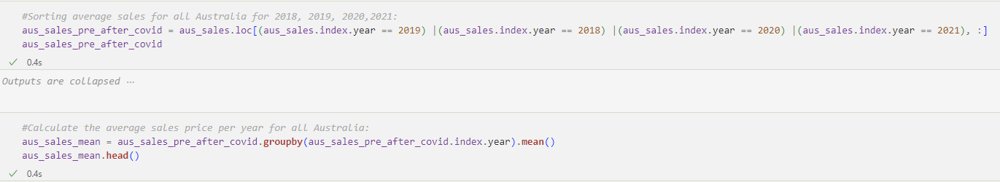 #Sorting average sales for all Australia for 2018, 2019, 2020,2021:
aus_sales_pre_after_covid = aus_sales.loc[(aus_sales.index.year == 2019) |(aus_sales.index.year == 2018) |(aus_sales.index.year == 2020) |(aus_sales.index.year == 2021), :]
aus_sales_pre_after_covid
✓ 0.4s
Outputs are collapsed ···
#Calculate the average sales price per year for all Australia:
aus_sales_mean = aus_sales_pre_after_covid.groupby(aus_sales_pre_after_covid.index.year).mean()
aus_sales_mean.head()
✓ 0.4s